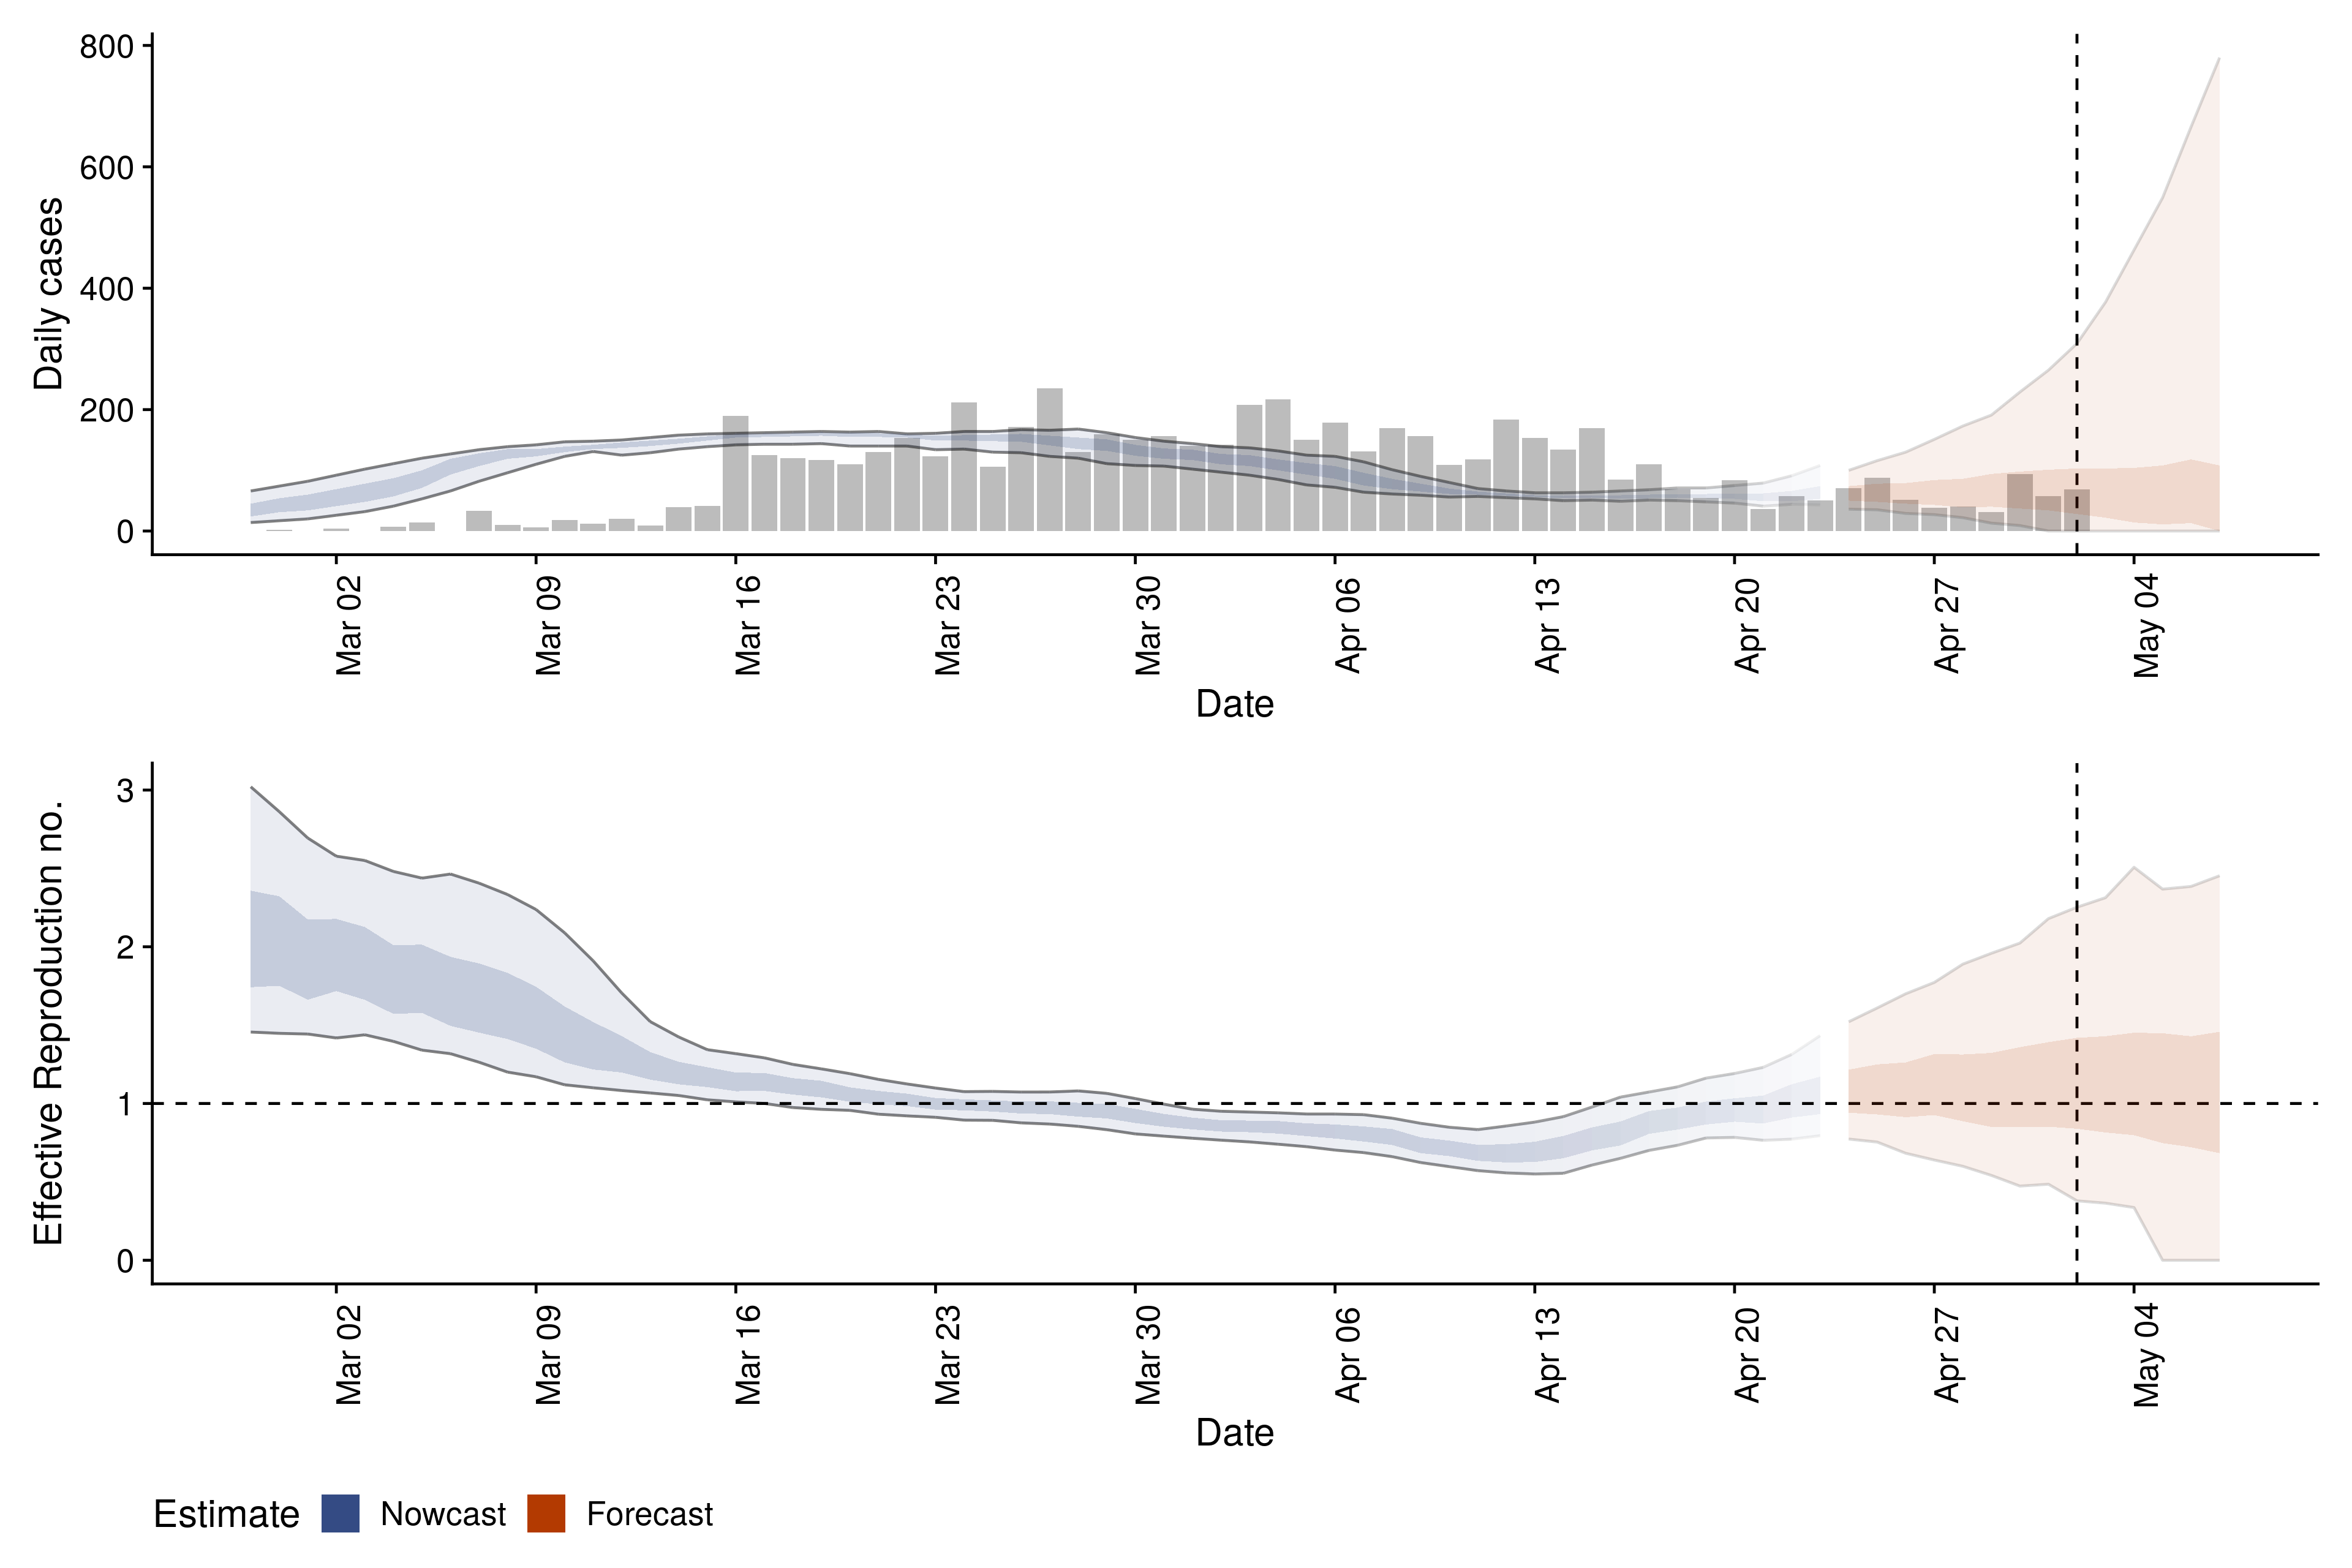 800
600
400
200
0
Daily cases
Mar 02
Mar 09
Mar 16
Mar 23
Mar 30
Apr 06
Apr 13
Apr 20
Apr 27
May 04
Date
3
2
1
0
Effective Reproduction no.
Mar 02
Mar 09
Mar 16
Mar 23
Mar 30
Apr 06
Apr 13
Apr 20
Apr 27
May 04
Date
Estimate Nowcast Forecast